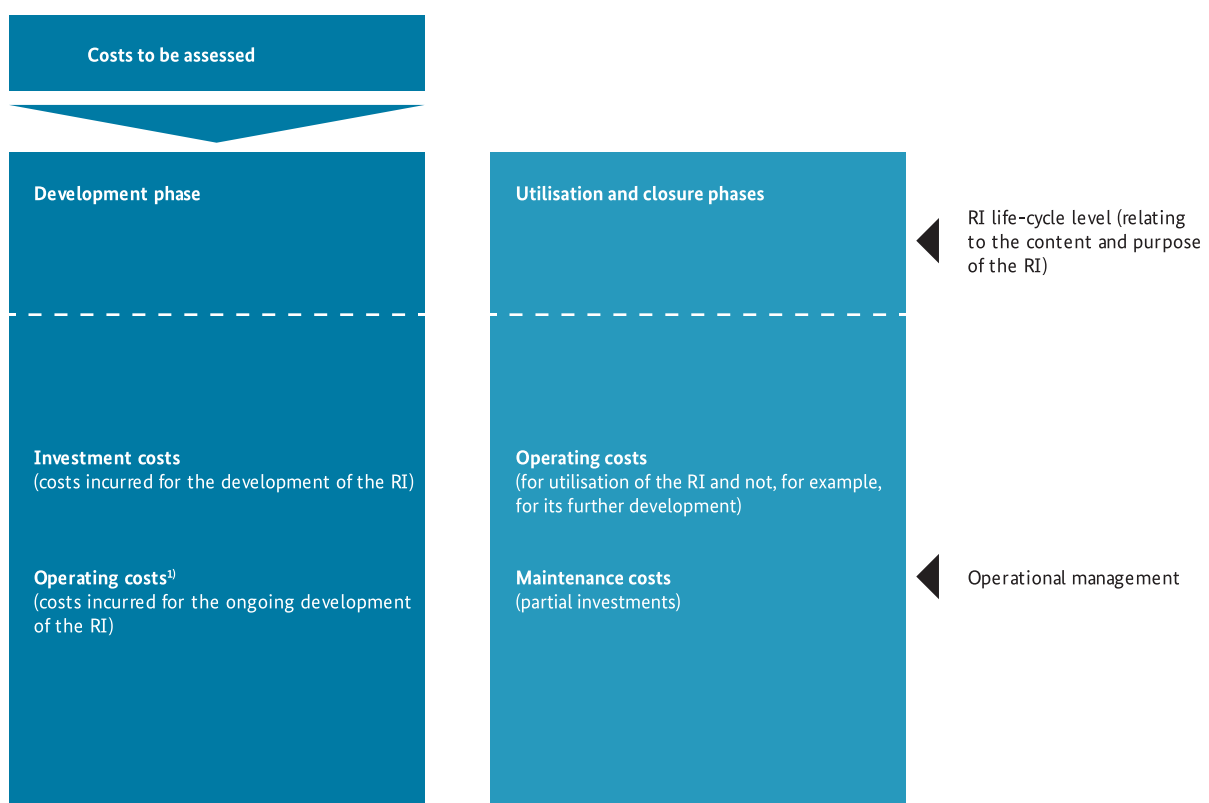 Costs to be assessed
Development phase
Utilisation and closure phases
RI life-cycle level (relating
to the content and purpose
of the RI)
Investment costs
(costs incurred for the development of the RI)
Operating costs
(for utilisation of the RI and not, for example,
for its further development)
Operating costs¹⁾
(costs incurred for the ongoing development
of the RI)
Maintenance costs
(partial investments)
Operational management